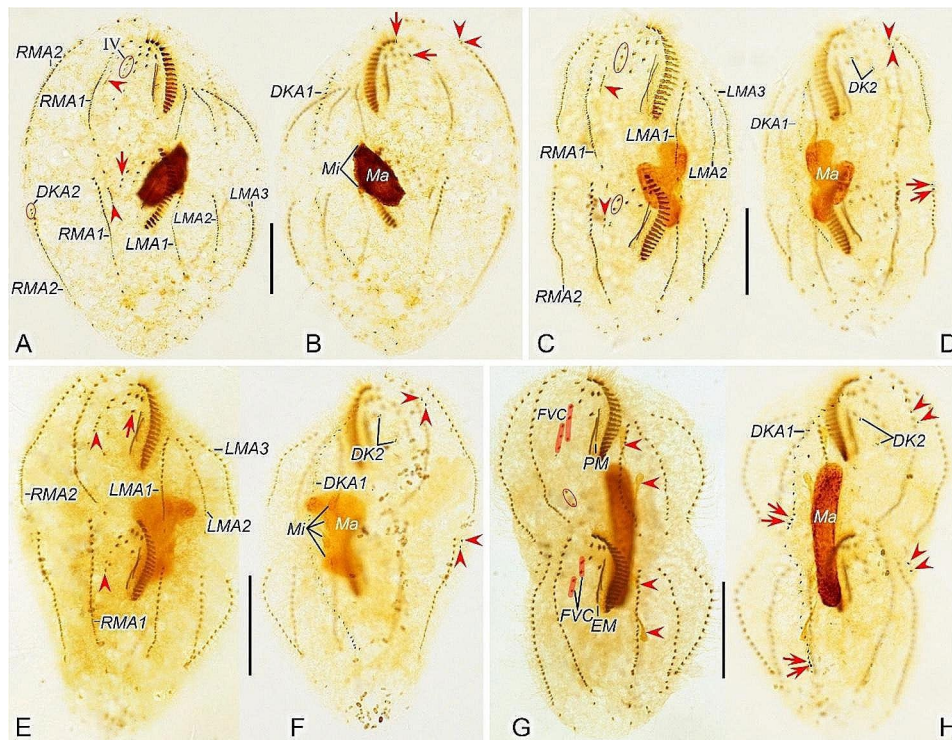 RMA2
IV
RMA1
DKA2
RMA1
LMA1
LMA2
LMA3
RMA2
A
DKA1
Mi
Ma
B
LMA3
RMA1
LMA1
LMA2
RMA2
C
DK2
DKA1
Ma
D
LMA3
RMA2
LMA1
LMA2
RMA1
E
DK2
DKA1
Mi
Ma
F
FVC
PM
FVC
EM
G
DKA1
DK2
Ma
H